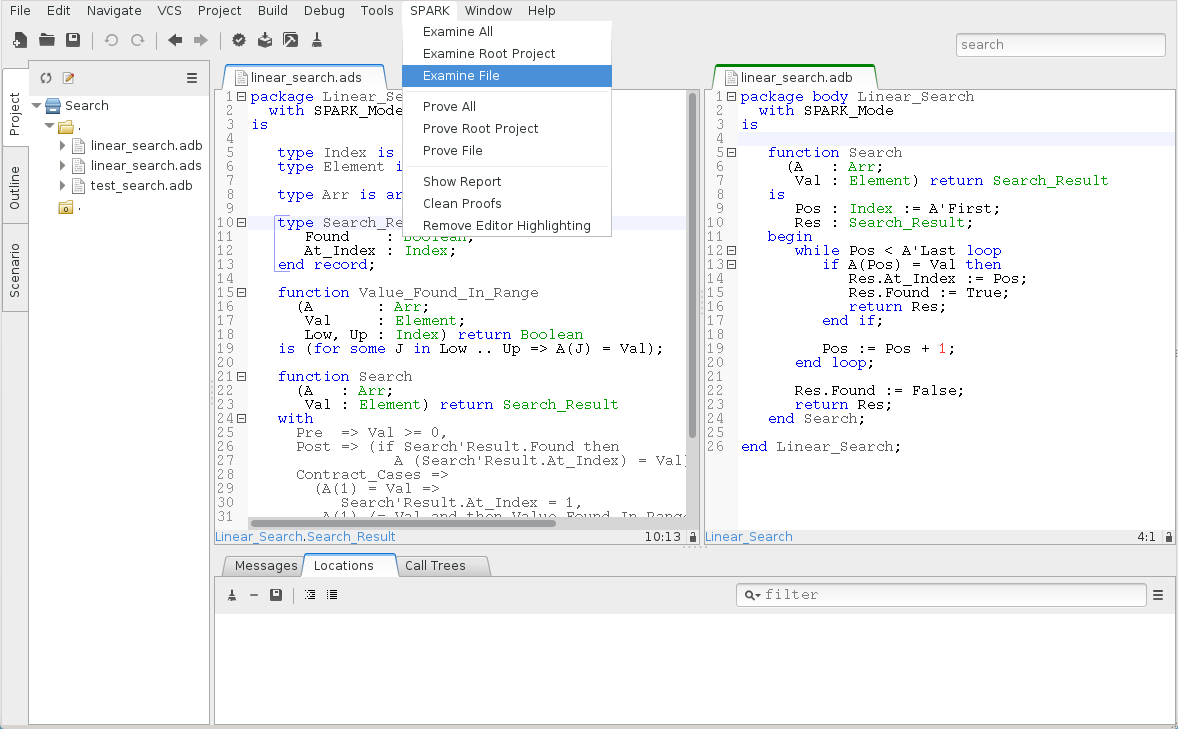 File Edit Navigate VCS Project Build Debug Tools SPARK Window Help
Examine All
Examine Root Project
Examine File
Prove All
Prove Root Project
Prove File
Show Report
Clean Proofs
Remove Editor Highlighting
search
Project
Outline
Scenario
Search
.
linear_search.adb
linear_search.ads
test_search.adb
.
linear_search.ads
1 package Linear_Se
2 with SPARK_Mode
3 is
4
5 type Index is
6 type Element i
7
8 type Arr is ar
9
10 type Search_Re
11 Found : Boolean;
12 At_Index : Index;
13 end record;
14
15 function Value_Found_In_Range
16 (A : Arr;
17 Val : Element;
18 Low, Up : Index) return Boolean
19 is (for some J in Low .. Up => A(J) = Val);
20
21 function Search
22 (A : Arr;
23 Val : Element) return Search_Result
24 with
25 Pre => Val >= 0,
26 Post => (if Search'Result.Found then
27 A (Search'Result.At_Index) = Val)
28 Contract_Cases =>
29 (A(1) = Val =>
30 Search'Result.At_Index = 1,
31 A(1) /= Val and then Value_Found_In_Range
Linear_Search.Search_Result 10:13
linear_search.adb
1 package body Linear_Search
2 with SPARK_Mode
3 is
4
5 function Search
6 (A : Arr;
7 Val : Element) return Search_Result
8 is
9 Pos : Index := A'First;
10 Res : Search_Result;
11 begin
12 while Pos < A'Last loop
13 if A(Pos) = Val then
14 Res.At_Index := Pos;
15 Res.Found := True;
16 return Res;
17 end if;
18
19 Pos := Pos + 1;
20 end loop;
21
22 Res.Found := False;
23 return Res;
24 end Search;
25
26 end Linear_Search;
Linear_Search 4:1
Messages Locations Call Trees
filter